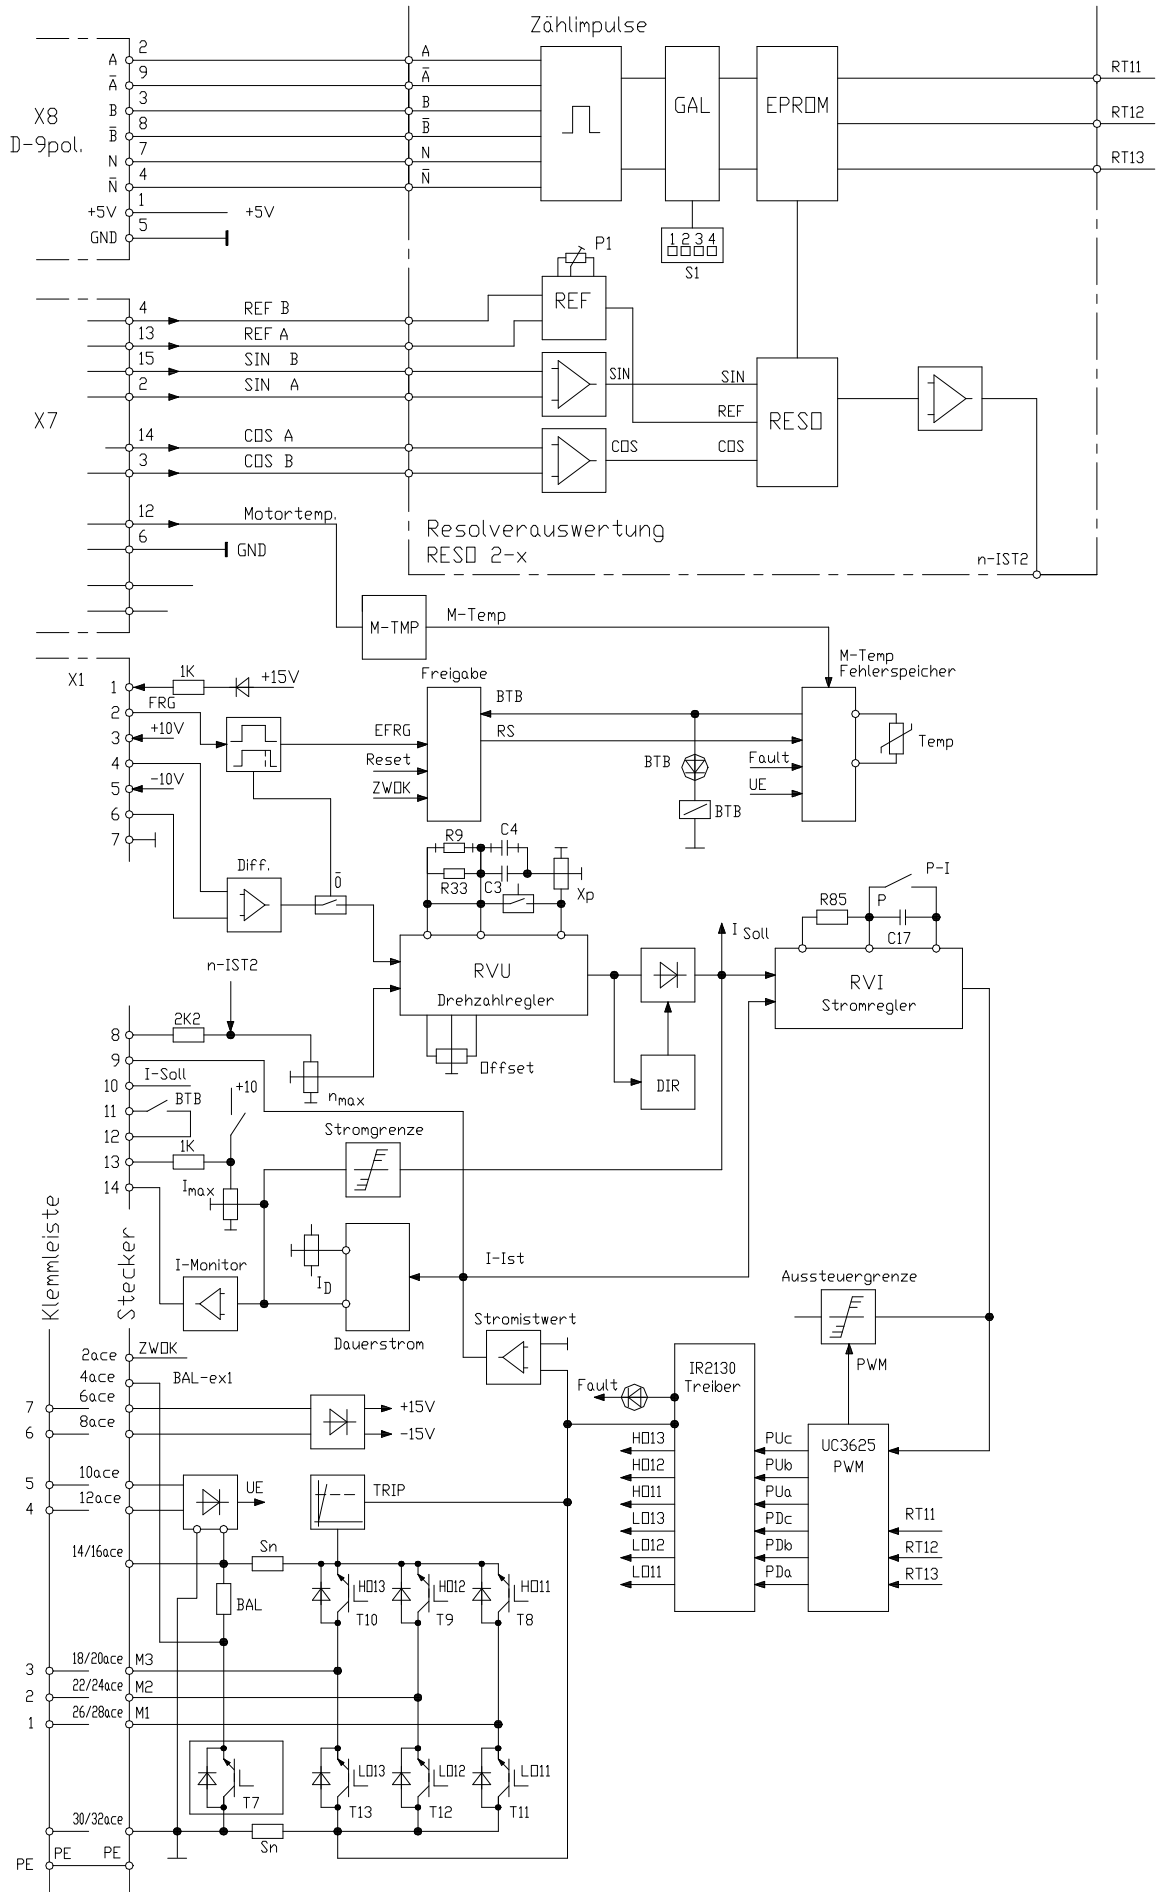 Zählimpulse
X8
D-9pol.
A 2 A
A̅ 9 A̅
B 3 B
B̅ 8 B̅
N 7 N
N̅ 4 N̅
+5V 1 +5V
GND 5
GAL
EPROM
RT11
RT12
RT13
1 2 3 4
S1
P1
REF
X7
4 REF B
13 REF A
15 SIN B
2 SIN A
14 COS A
3 COS B
12 Motortemp.
6 GND
SIN SIN
REF
COS COS
RESO
Resolverauswertung
RESO 2-x
n-IST2
M-TMP
M-Temp
M-Temp
Fehlerspeicher
X1
1 1K +15V
2 FRG
3 +10V
4
5 -10V
6
7
Freigabe
EFRG
Reset
ZWOK
BTB
RS
BTB
BTB
Fault
UE
Temp
Diff.
0̅
R9 C4
R33 C3
Xp
RVU
Drehzahlregler
Offset
I Soll
DIR
P-I
P
R85
C17
RVI
Stromregler
n-IST2
8 2K2
9
10 I-Soll
11 BTB
12
13 1K
14
+10
nmax
Imax
Stromgrenze
I-Monitor
ID
Dauerstrom
I-Ist
Stromistwert
Aussteuergrenze
PWM
Klemmleiste
Stecker
2ace ZWOK
4ace BAL-ex1
7 6ace +15V
6 8ace -15V
5 10ace UE
4 12ace
TRIP
14/16ace
Sn
BAL
Fault
IR2130
Treiber
UC3625
PWM
HO13 PUc
HO12 PUb
HO11 PUa
LO13 PDc
LO12 PDb
LO11 PDa
RT11
RT12
RT13
HO13 HO12 HO11
T10 T9 T8
3 18/20ace M3
2 22/24ace M2
1 26/28ace M1
LO13 LO12 LO11
T7 T13 T12 T11
30/32ace
Sn
PE PE PE